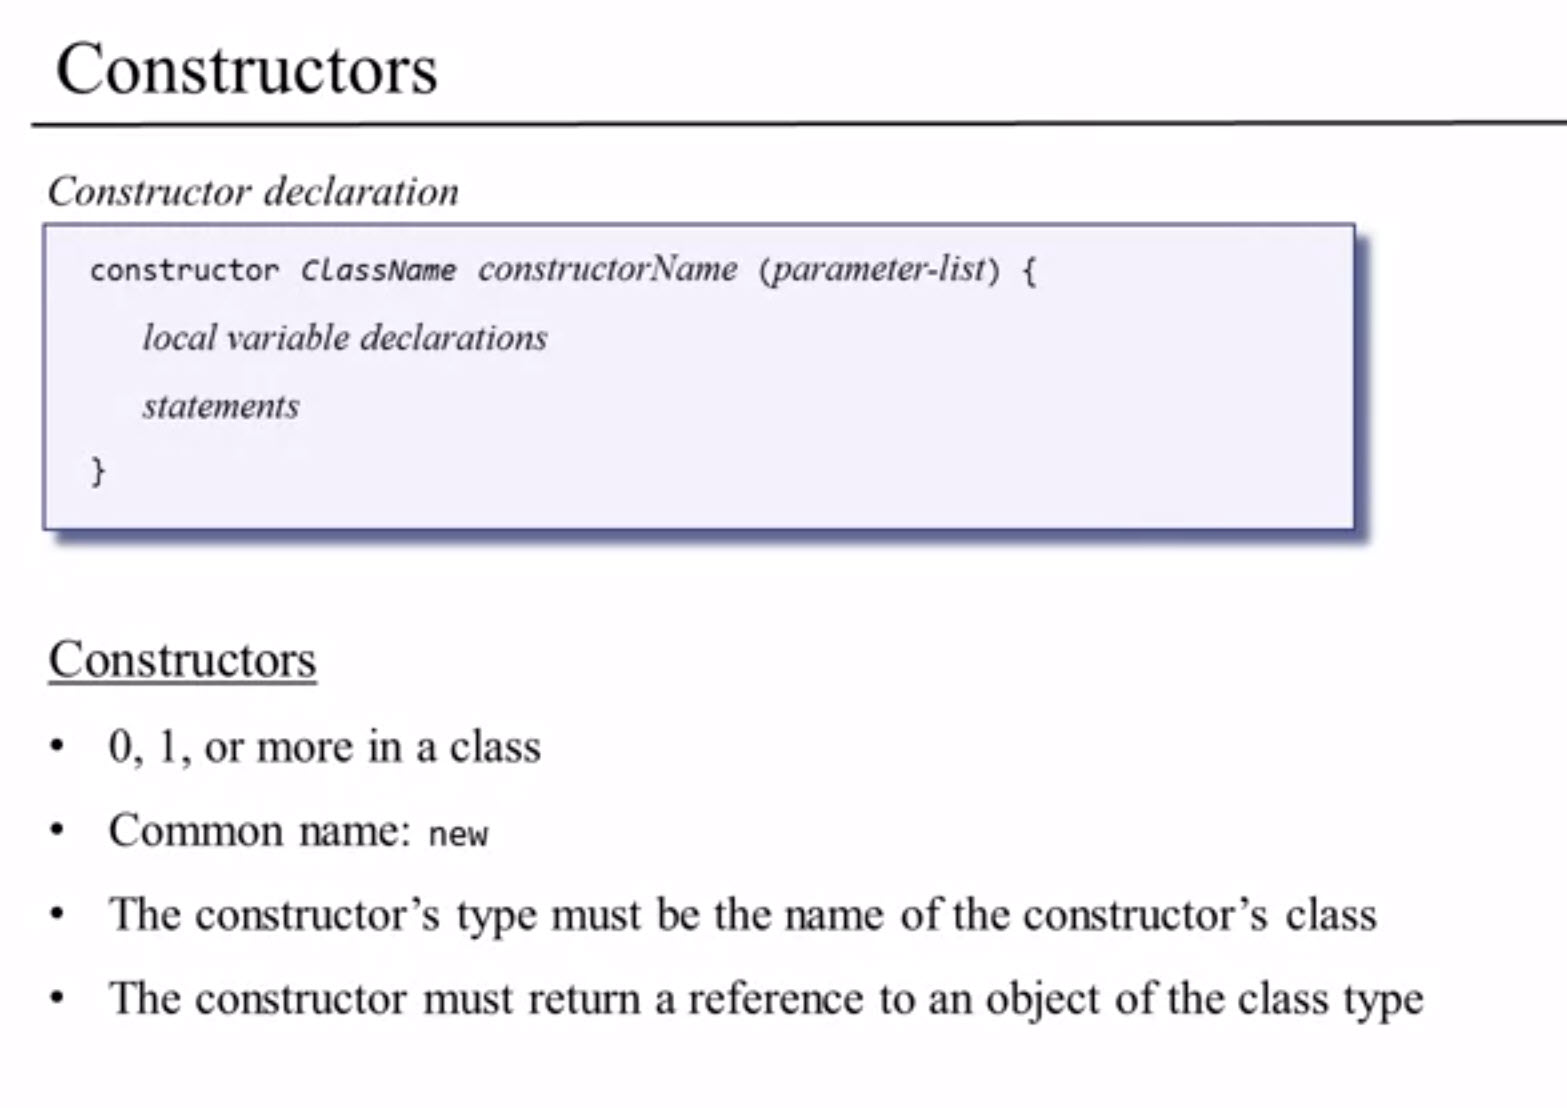 Constructors
Constructor declaration
constructor ClassName constructorName (parameter-list) {
local variable declarations
statements
}
Constructors
• 0, 1, or more in a class
• Common name: new
• The constructor’s type must be the name of the constructor’s class
• The constructor must return a reference to an object of the class type